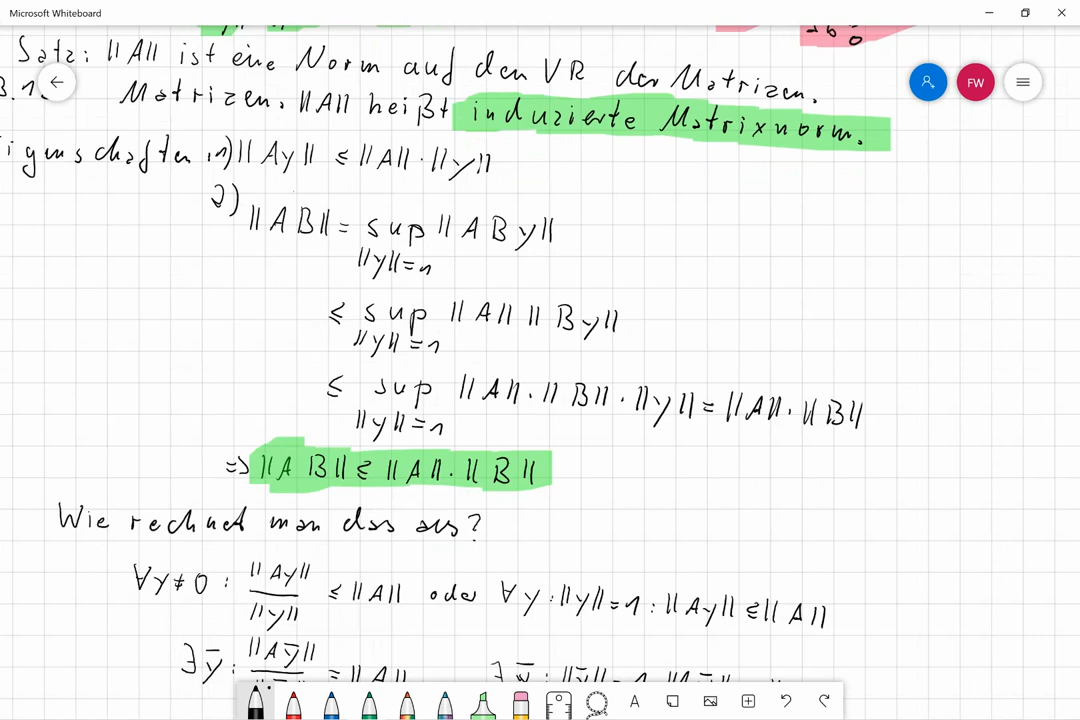 Microsoft Whiteboard
Satz: ||A|| ist eine Norm auf den VR der Matrizen.
Matrizen. ||A|| heißt induzierte Matrixnorm.
igenschaften 1) ||Ay|| ≤ ||A||·||y||
2) ||AB|| = sup ||ABy||
||y||=1
≤ sup ||A|| ||By||
||y||=1
≤ sup ||A||·||B||·||y|| = ||A||·||B||
||y||=1
=> ||AB|| ≤ ||A||·||B||
Wie rechnet man das aus?
∀y≠0: ||Ay||/||y|| ≤ ||A|| oder ∀y:||y||=1: ||Ay|| ≤ ||A||
∃ȳ: ||Aȳ|| = ||A||
FW
A